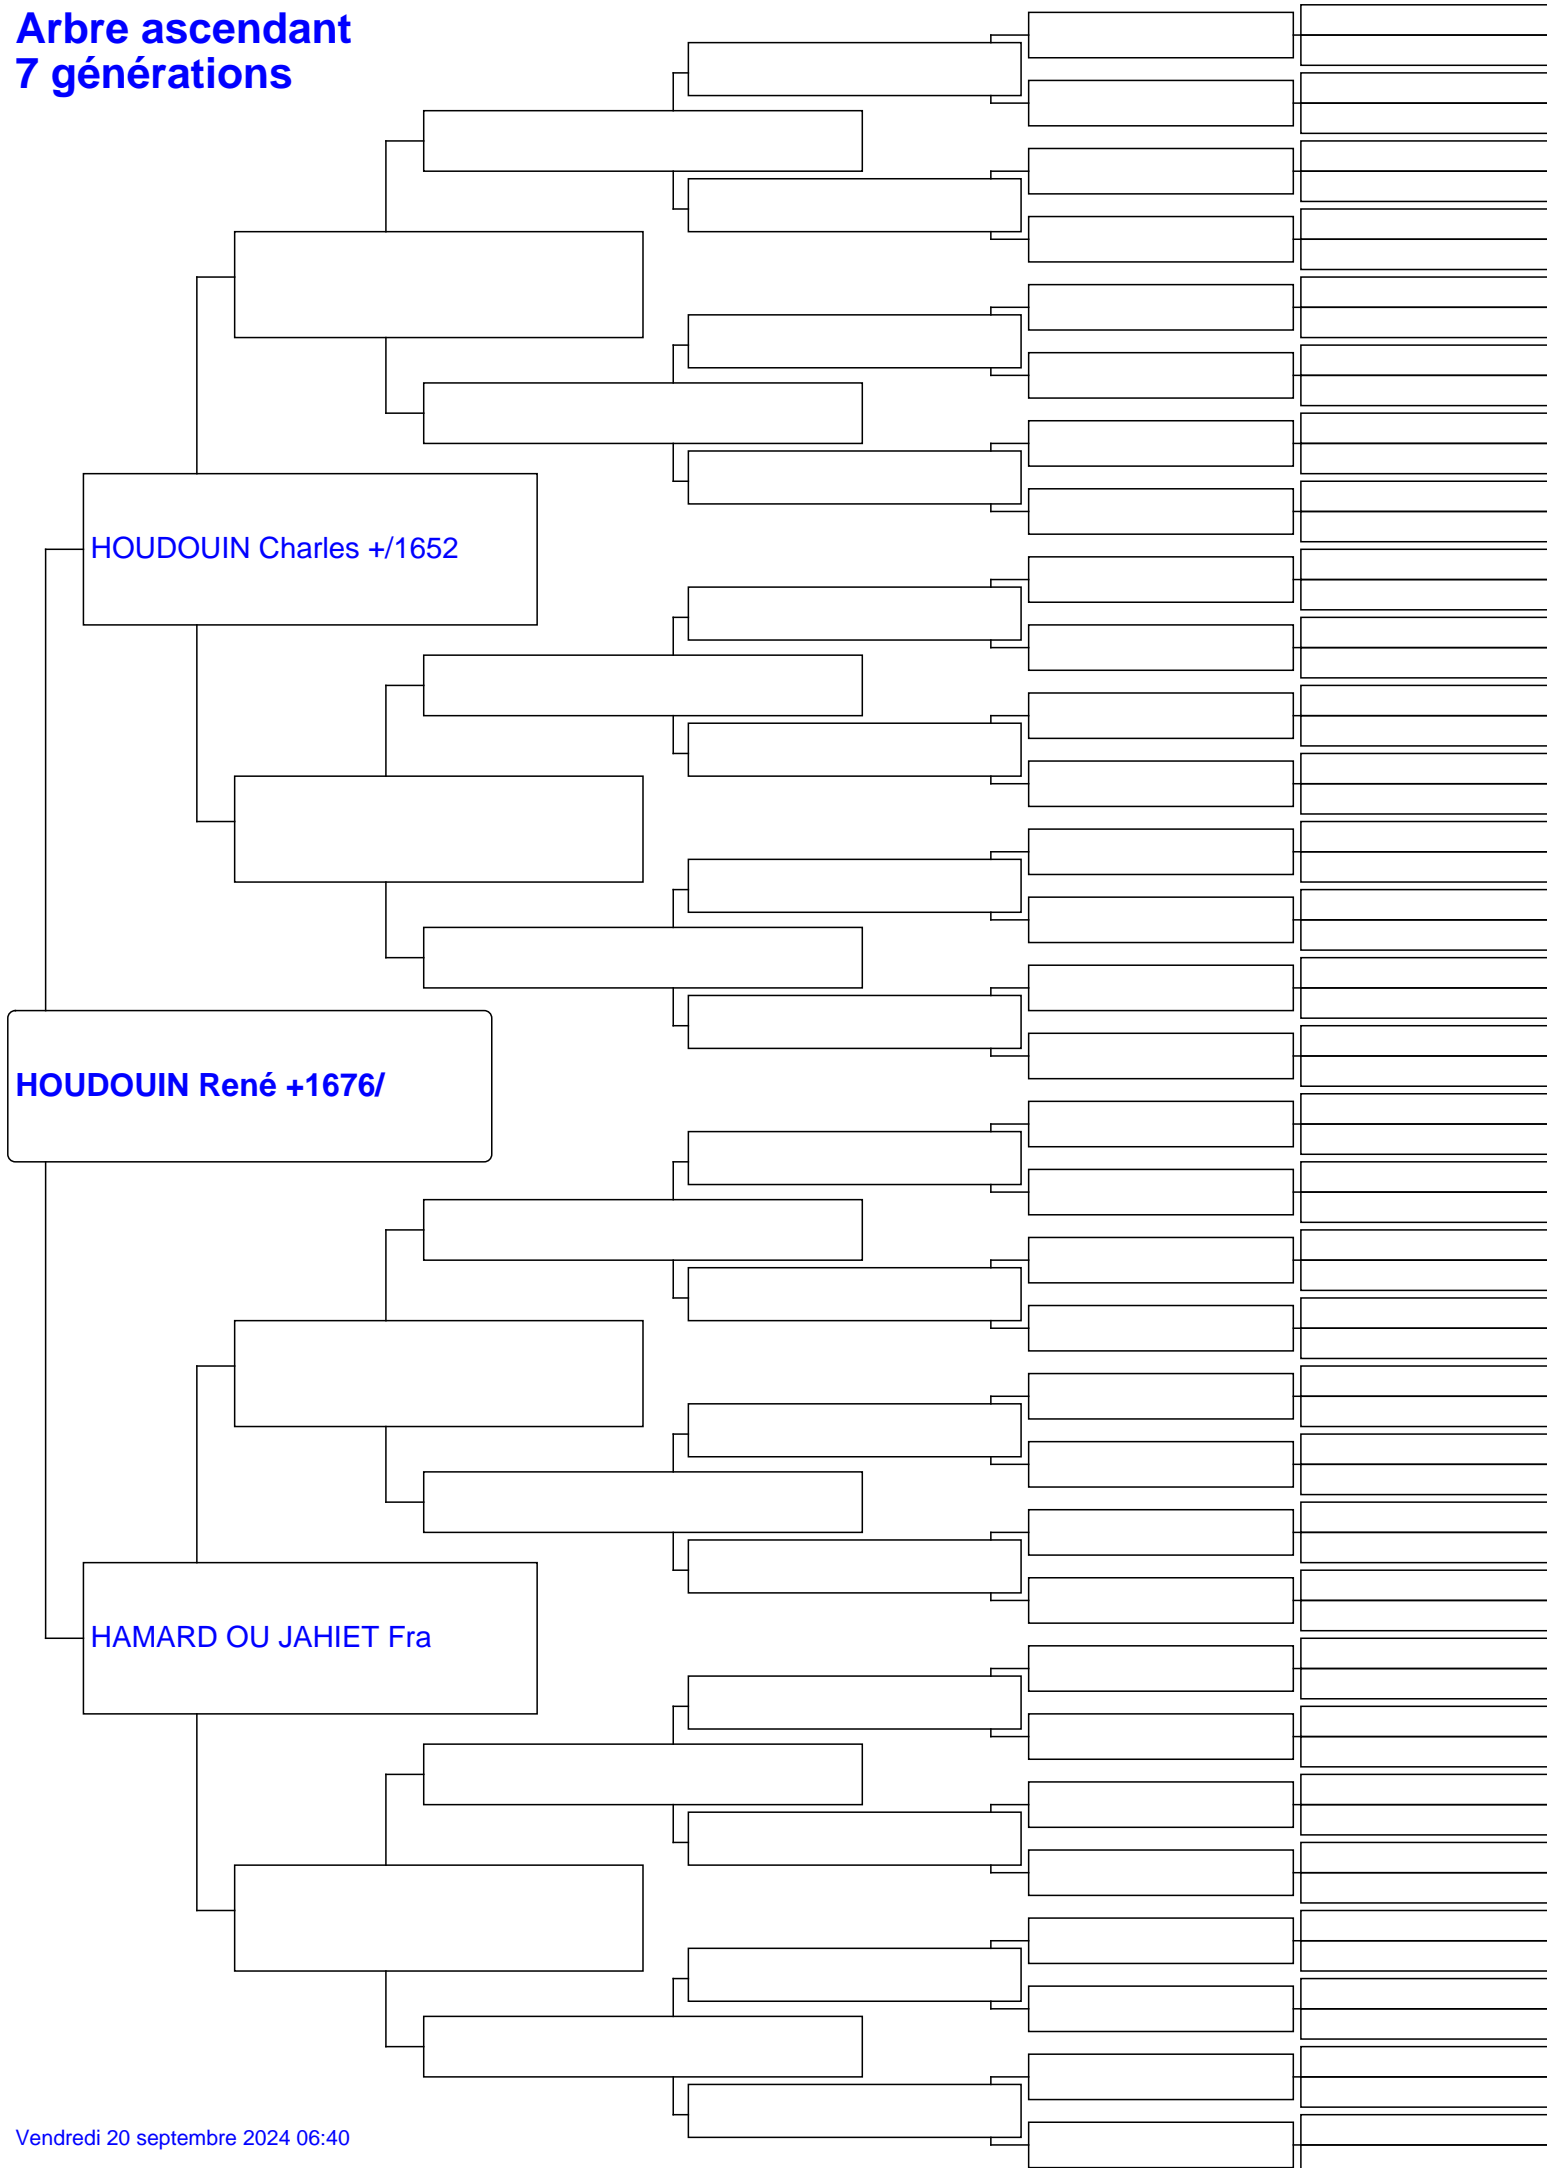 Arbre ascendant
7 générations
HOUDOUIN Charles +/1652
HOUDOUIN René +1676/
HAMARD OU JAHIET Fra
Vendredi 20 septembre 2024 06:40